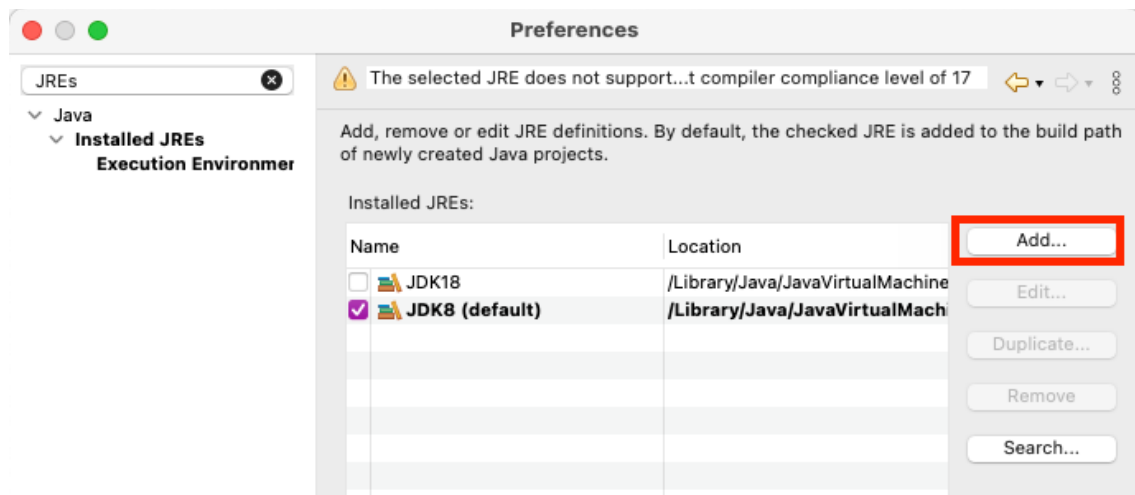 Preferences
JREs
The selected JRE does not support...t compiler compliance level of 17
Java
Installed JREs
Execution Environmer
Add, remove or edit JRE definitions. By default, the checked JRE is added to the build path
of newly created Java projects.
Installed JREs:
Name Location
Add...
JDK18 /Library/Java/JavaVirtualMachine
Edit...
JDK8 (default) /Library/Java/JavaVirtualMach
Duplicate...
Remove
Search...